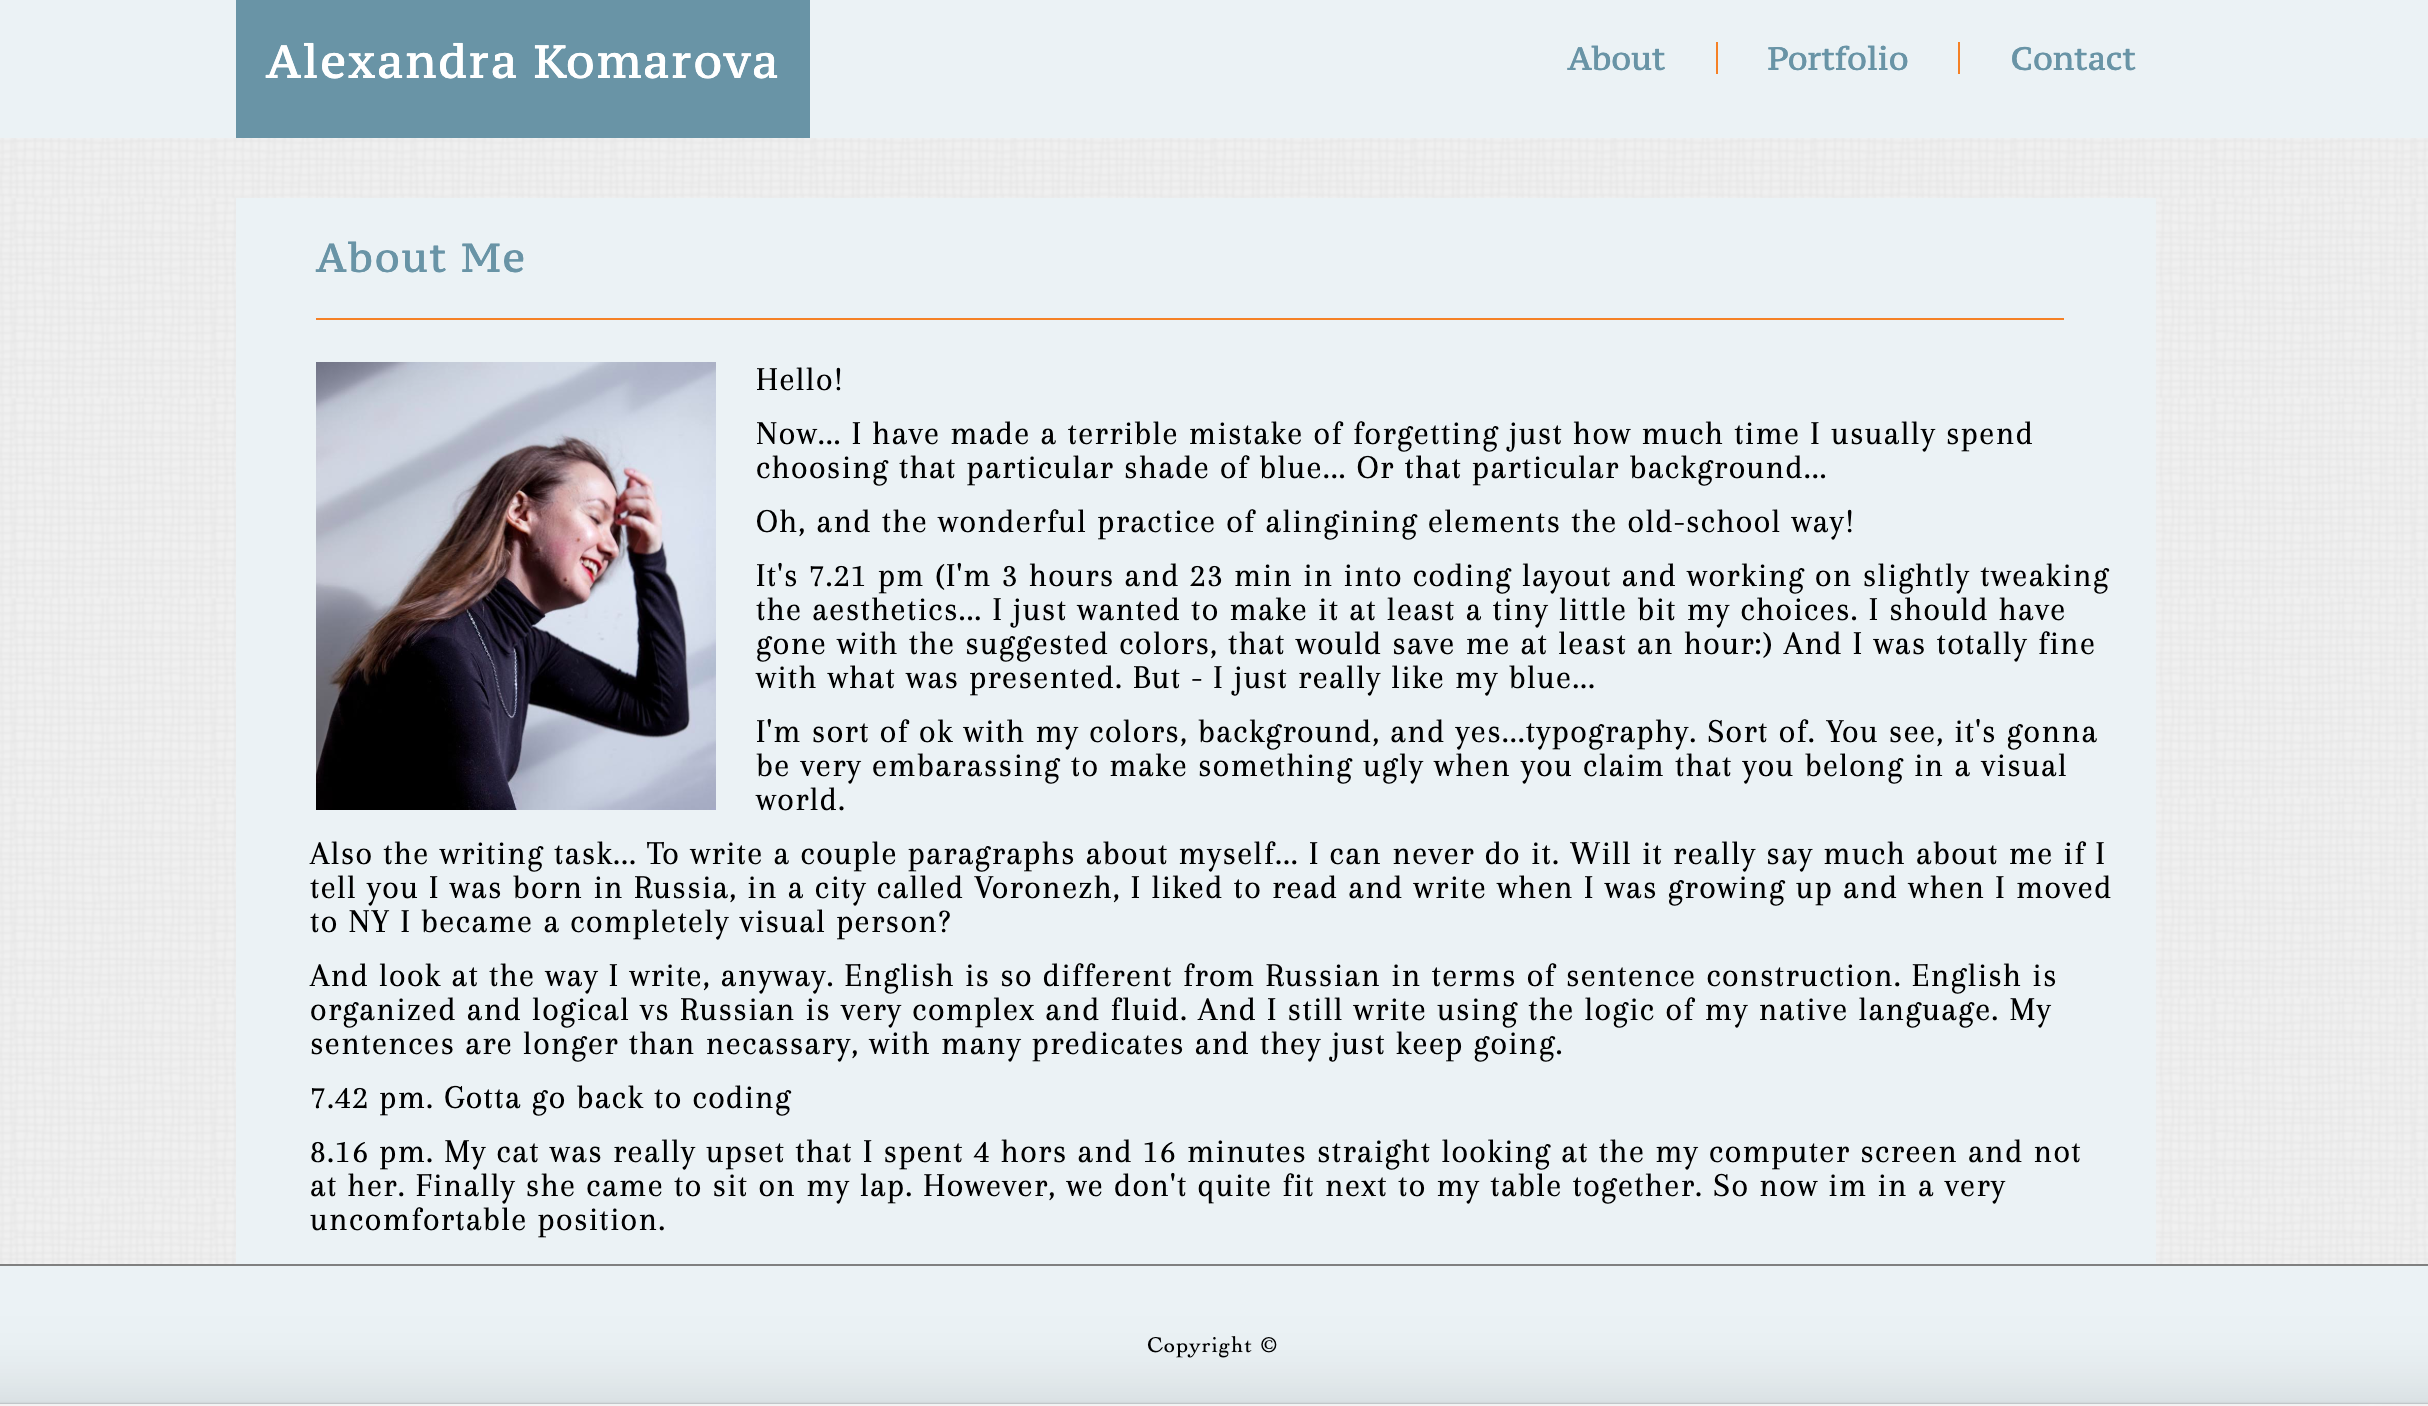 Alexandra Komarova
About
Portfolio
Contact
About Me
Hello!
Now... I have made a terrible mistake of forgetting just how much time I usually spend
choosing that particular shade of blue... Or that particular background...
Oh, and the wonderful practice of alingining elements the old-school way!
It's 7.21 pm (I'm 3 hours and 23 min in into coding layout and working on slightly tweaking
the aesthetics... I just wanted to make it at least a tiny little bit my choices. I should have
gone with the suggested colors, that would save me at least an hour:) And I was totally fine
with what was presented. But - I just really like my blue...
I'm sort of ok with my colors, background, and yes...typography. Sort of. You see, it's gonna
be very embarassing to make something ugly when you claim that you belong in a visual
world.
Also the writing task... To write a couple paragraphs about myself... I can never do it. Will it really say much about me if I
tell you I was born in Russia, in a city called Voronezh, I liked to read and write when I was growing up and when I moved
to NY I became a completely visual person?
And look at the way I write, anyway. English is so different from Russian in terms of sentence construction. English is
organized and logical vs Russian is very complex and fluid. And I still write using the logic of my native language. My
sentences are longer than necassary, with many predicates and they just keep going.
7.42 pm. Gotta go back to coding
8.16 pm. My cat was really upset that I spent 4 hors and 16 minutes straight looking at the my computer screen and not
at her. Finally she came to sit on my lap. However, we don't quite fit next to my table together. So now im in a very
uncomfortable position.
Copyright ©